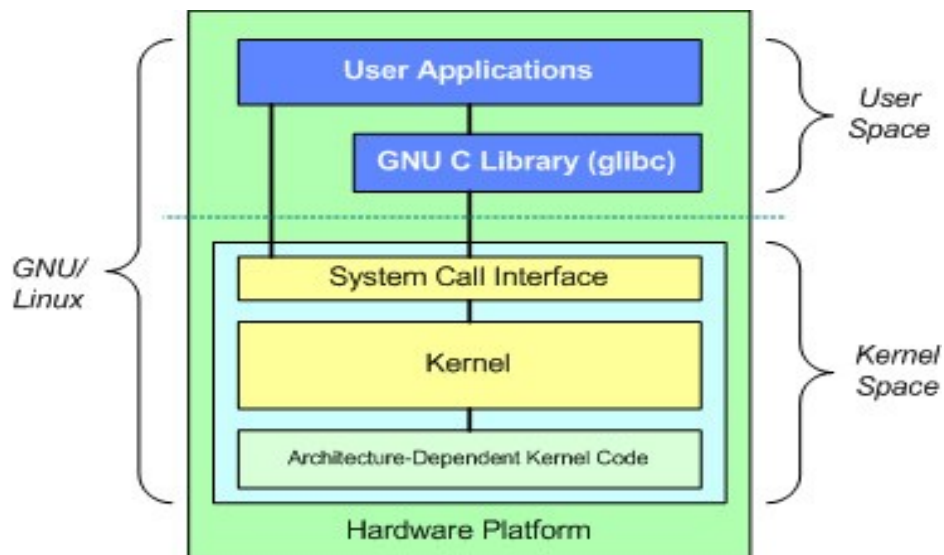 User Applications
GNU C Library (glibc)
User
Space
GNU/
Linux
System Call Interface
Kernel
Architecture-Dependent Kernel Code
Kernel
Space
Hardware Platform